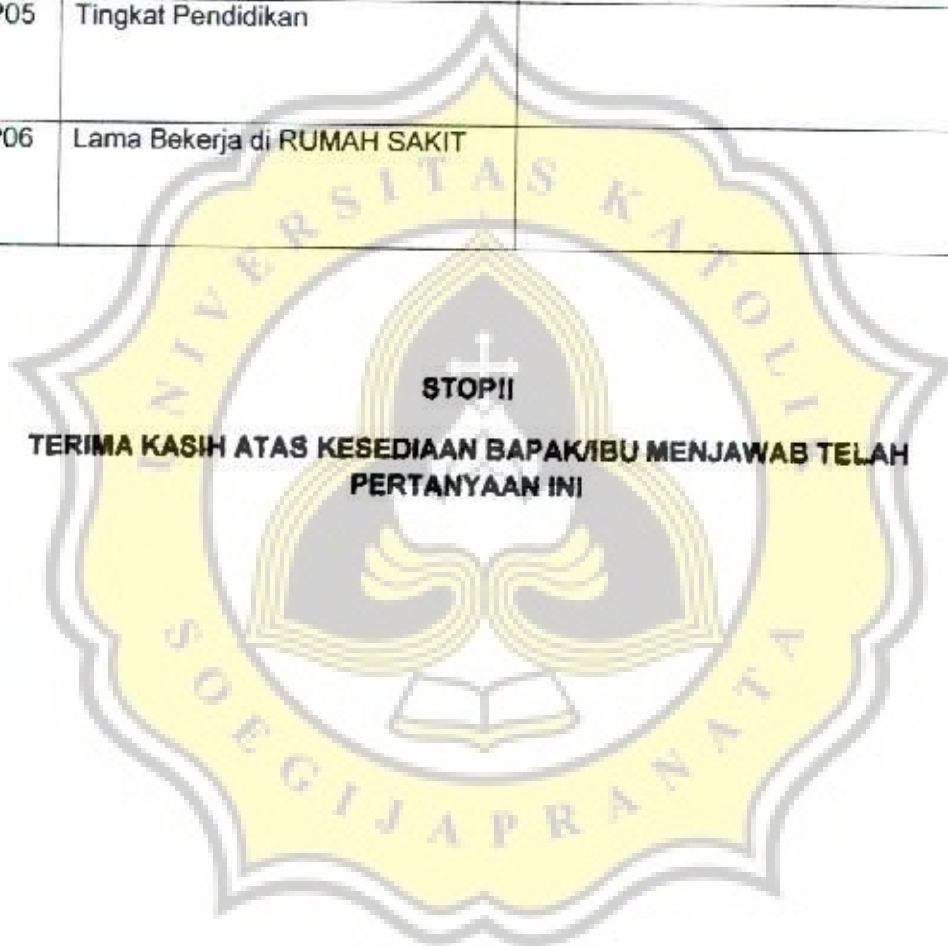 P05 Tingkat Pendidikan
P06 Lama Bekerja di RUMAH SAKIT
STOP!!
TERIMA KASIH ATAS KESEDIAAN BAPAK/IBU MENJAWAB TELAH
PERTANYAAN INI
UNIVERSITAS KATOLIK
SOEGIJAPRANATA